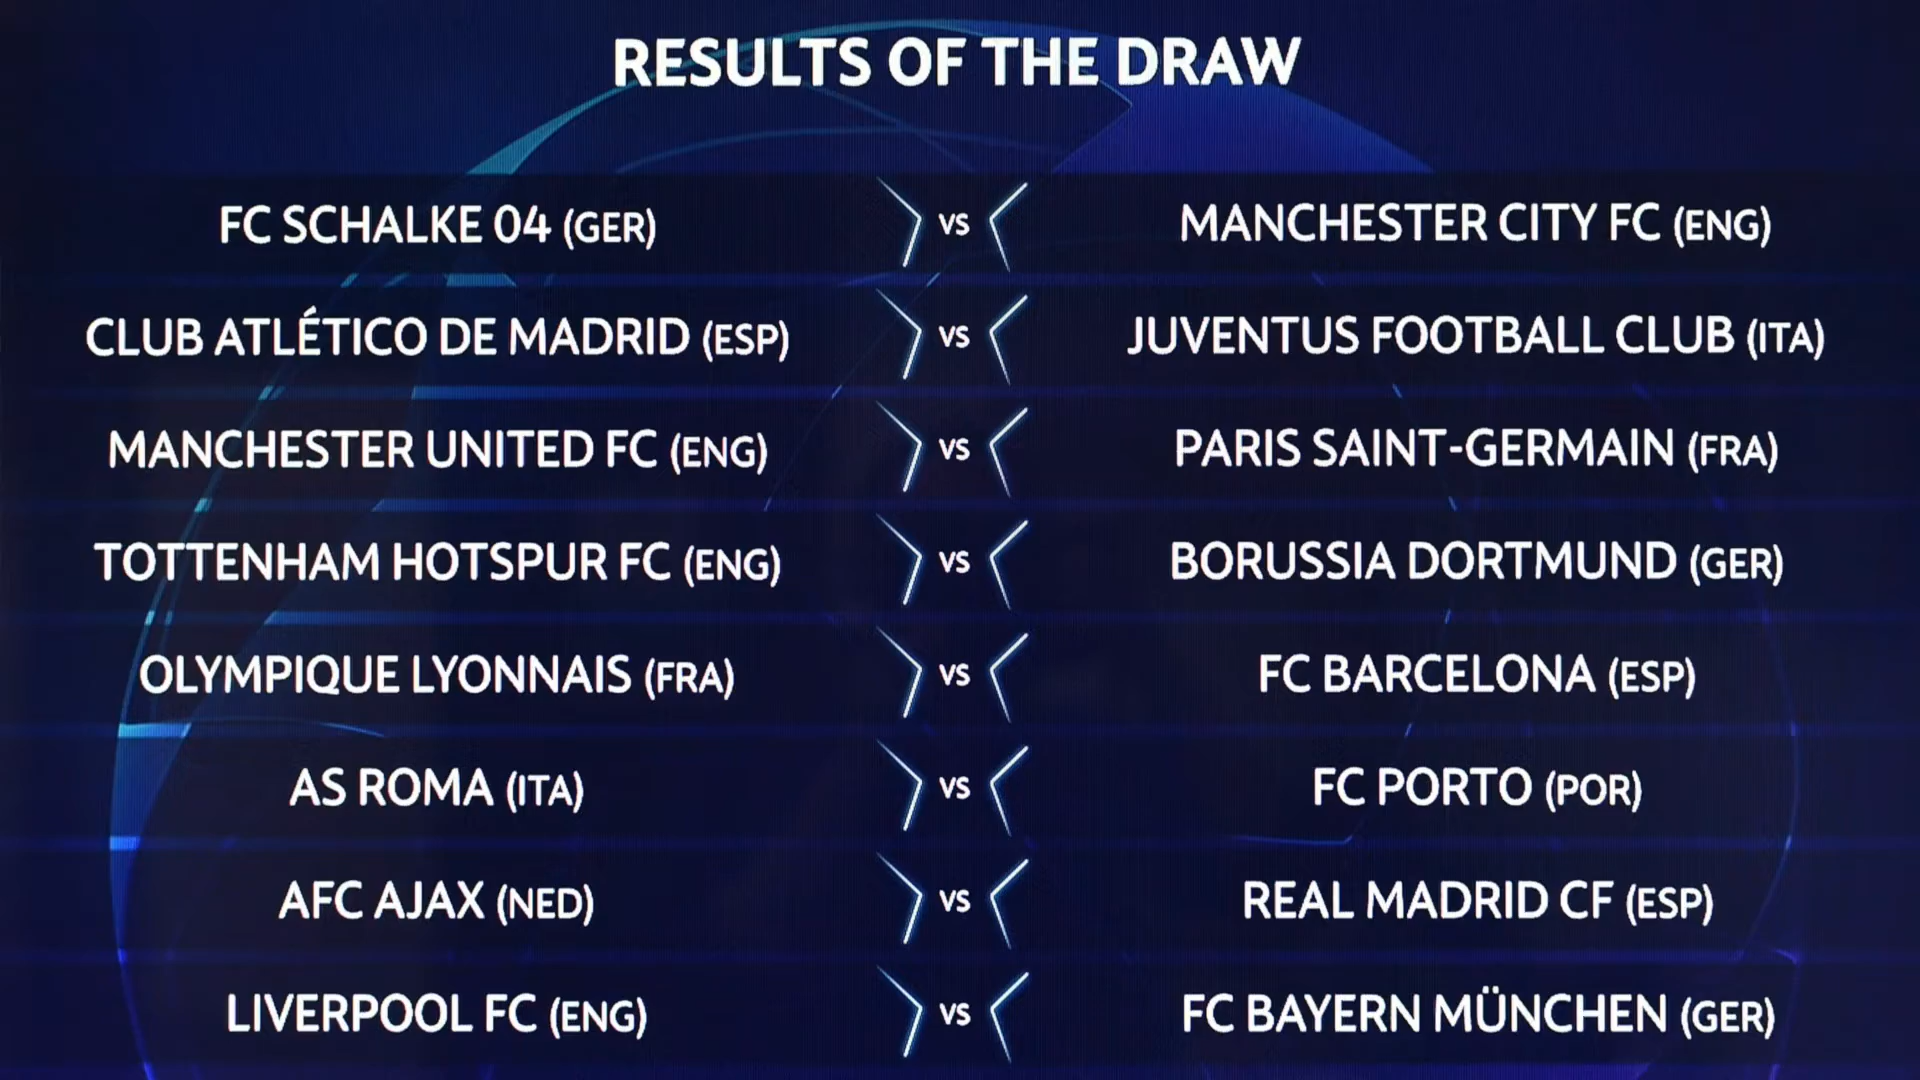 RESULTS OF THE DRAW
FC SCHALKE 04 (GER) VS MANCHESTER CITY FC (ENG)
CLUB ATLÉTICO DE MADRID (ESP) VS JUVENTUS FOOTBALL CLUB (ITA)
MANCHESTER UNITED FC (ENG) VS PARIS SAINT-GERMAIN (FRA)
TOTTENHAM HOTSPUR FC (ENG) VS BORUSSIA DORTMUND (GER)
OLYMPIQUE LYONNAIS (FRA) VS FC BARCELONA (ESP)
AS ROMA (ITA) VS FC PORTO (POR)
AFC AJAX (NED) VS REAL MADRID CF (ESP)
LIVERPOOL FC (ENG) VS FC BAYERN MÜNCHEN (GER)